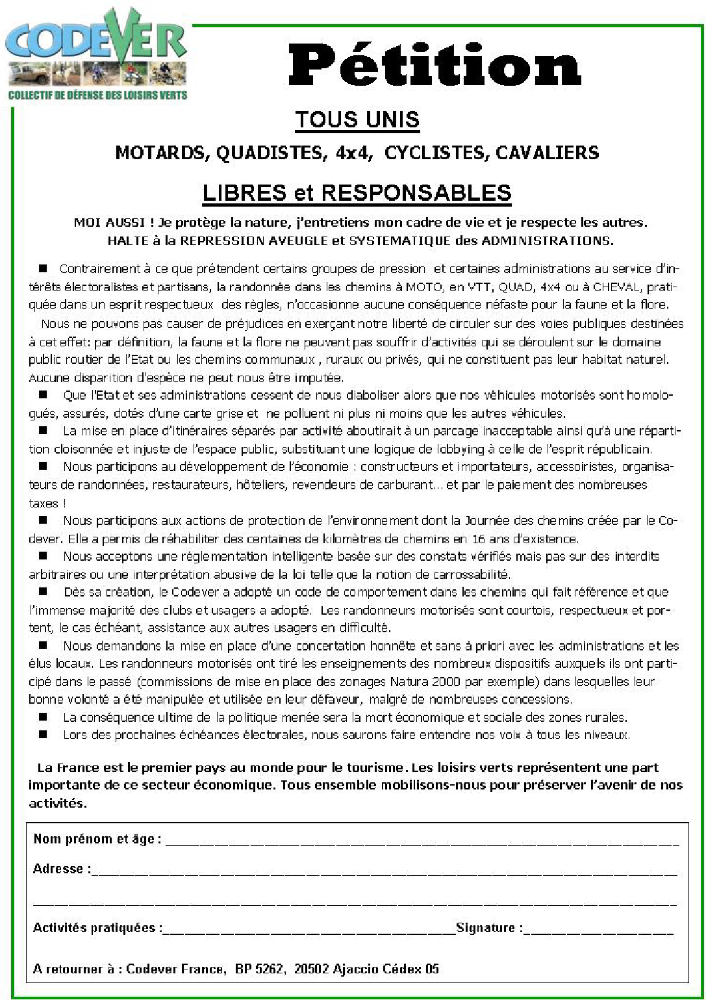 CODEVER
COLLECTIF DE DÉFENSE DES LOISIRS VERTS
Pétition
TOUS UNIS
MOTARDS, QUADISTES, 4x4, CYCLISTES, CAVALIERS
LIBRES et RESPONSABLES
MOI AUSSI ! Je protège la nature, j'entretiens mon cadre de vie et je respecte les autres.
HALTE à la REPRESSION AVEUGLE et SYSTEMATIQUE des ADMINISTRATIONS.
■ Contrairement à ce que prétendent certains groupes de pression et certaines administrations au service d'in-
térêts électoralistes et partisans, la randonnée dans les chemins à MOTO, en VTT, QUAD, 4x4 ou à CHEVAL, prati-
quée dans un esprit respectueux des règles, n'occasionne aucune conséquence néfaste pour la faune et la flore.
Nous ne pouvons pas causer de préjudices en exerçant notre liberté de circuler sur des voies publiques destinées
à cet effet: par définition, la faune et la flore ne peuvent pas souffrir d'activités qui se déroulent sur le domaine
public routier de l'Etat ou les chemins communaux , ruraux ou privés, qui ne constituent pas leur habitat naturel.
Aucune disparition d'espèce ne peut nous être imputée.
■ Que l'Etat et ses administrations cessent de nous diaboliser alors que nos véhicules motorisés sont homolo-
gués, assurés, dotés d'une carte grise et ne polluent ni plus ni moins que les autres véhicules.
■ La mise en place d'itinéraires séparés par activité aboutirait à un parcage inacceptable ainsi qu'à une réparti-
tion cloisonnée et injuste de l'espace public, substituant une logique de lobbying à celle de l'esprit républicain.
■ Nous participons au développement de l'économie : constructeurs et importateurs, accessoiristes, organisa-
teurs de randonnées, restaurateurs, hôteliers, revendeurs de carburant... et par le paiement des nombreuses
taxes !
■ Nous participons aux actions de protection de l'environnement dont la Journée des chemins créée par le Co-
dever. Elle a permis de réhabiliter des centaines de kilomètres de chemins en 16 ans d'existence.
■ Nous acceptons une réglementation intelligente basée sur des constats vérifiés mais pas sur des interdits
arbitraires ou une interprétation abusive de la loi telle que la notion de carrossabilité.
■ Dès sa création, le Codever a adopté un code de comportement dans les chemins qui fait référence et que
l'immense majorité des clubs et usagers a adopté. Les randonneurs motorisés sont courtois, respectueux et por-
tent, le cas échéant, assistance aux autres usagers en difficulté.
■ Nous demandons la mise en place d'une concertation honnête et sans à priori avec les administrations et les
élus locaux. Les randonneurs motorisés ont tiré les enseignements des nombreux dispositifs auxquels ils ont parti-
cipé dans le passé (commissions de mise en place des zonages Natura 2000 par exemple) dans lesquelles leur
bonne volonté a été manipulée et utilisée en leur défaveur, malgré de nombreuses concessions.
■ La conséquence ultime de la politique menée sera la mort économique et sociale des zones rurales.
■ Lors des prochaines échéances électorales, nous saurons faire entendre nos voix à tous les niveaux.
La France est le premier pays au monde pour le tourisme. Les loisirs verts représentent une part
importante de ce secteur économique. Tous ensemble mobilisons-nous pour préserver l'avenir de nos
activités.
Nom prénom et âge :
Adresse :
Activités pratiquées : Signature :
A retourner à : Codever France, BP 5262, 20502 Ajaccio Cédex 05